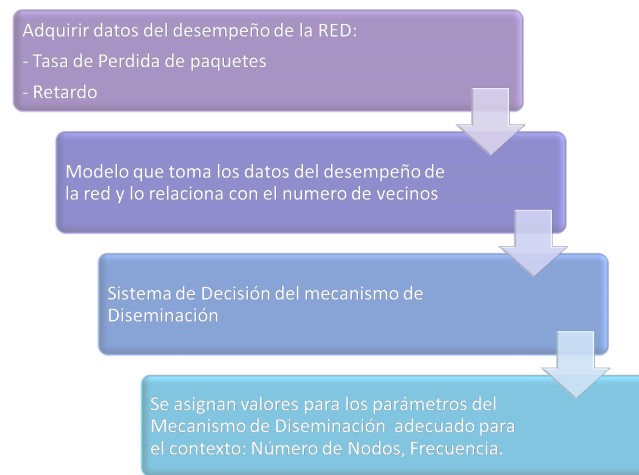 Adquirir datos del desempeño de la RED:
- Tasa de Perdida de paquetes
- Retardo
Modelo que toma los datos del desempeño de
la red y lo relaciona con el numero de vecinos
Sistema de Decisión del mecanismo de
Diseminación
Se asignan valores para los parámetros del
Mecanismo de Diseminación  adecuado para
el contexto: Número de Nodos, Frecuencia.